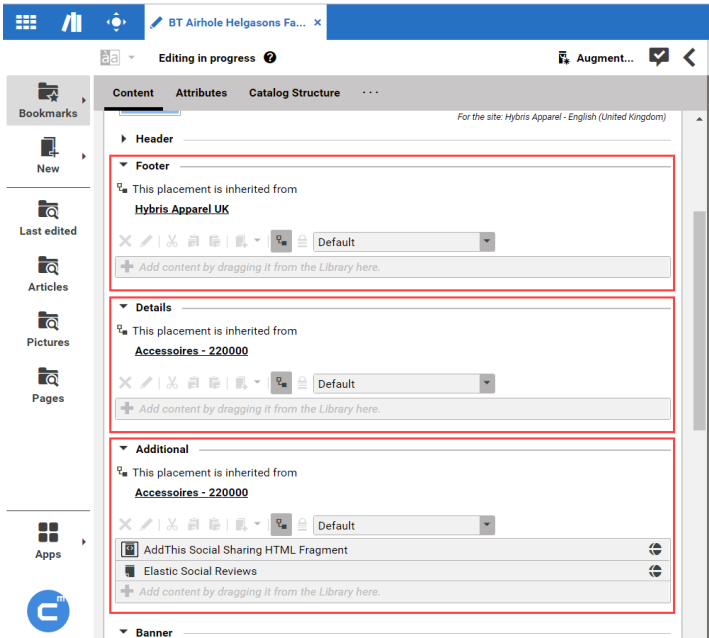 BT Airhole Helgasons Fa... ×
àa
Editing in progress
Augment...
Content Attributes Catalog Structure ...
For the site: Hybris Apparel - English (United Kingdom)
Bookmarks
New
Last edited
Articles
Pictures
Pages
Apps
Header
Footer
This placement is inherited from
Hybris Apparel UK
Default
Add content by dragging it from the Library here.
Details
This placement is inherited from
Accessoires - 220000
Default
Add content by dragging it from the Library here.
Additional
This placement is inherited from
Accessoires - 220000
Default
AddThis Social Sharing HTML Fragment
Elastic Social Reviews
Add content by dragging it from the Library here.
Banner